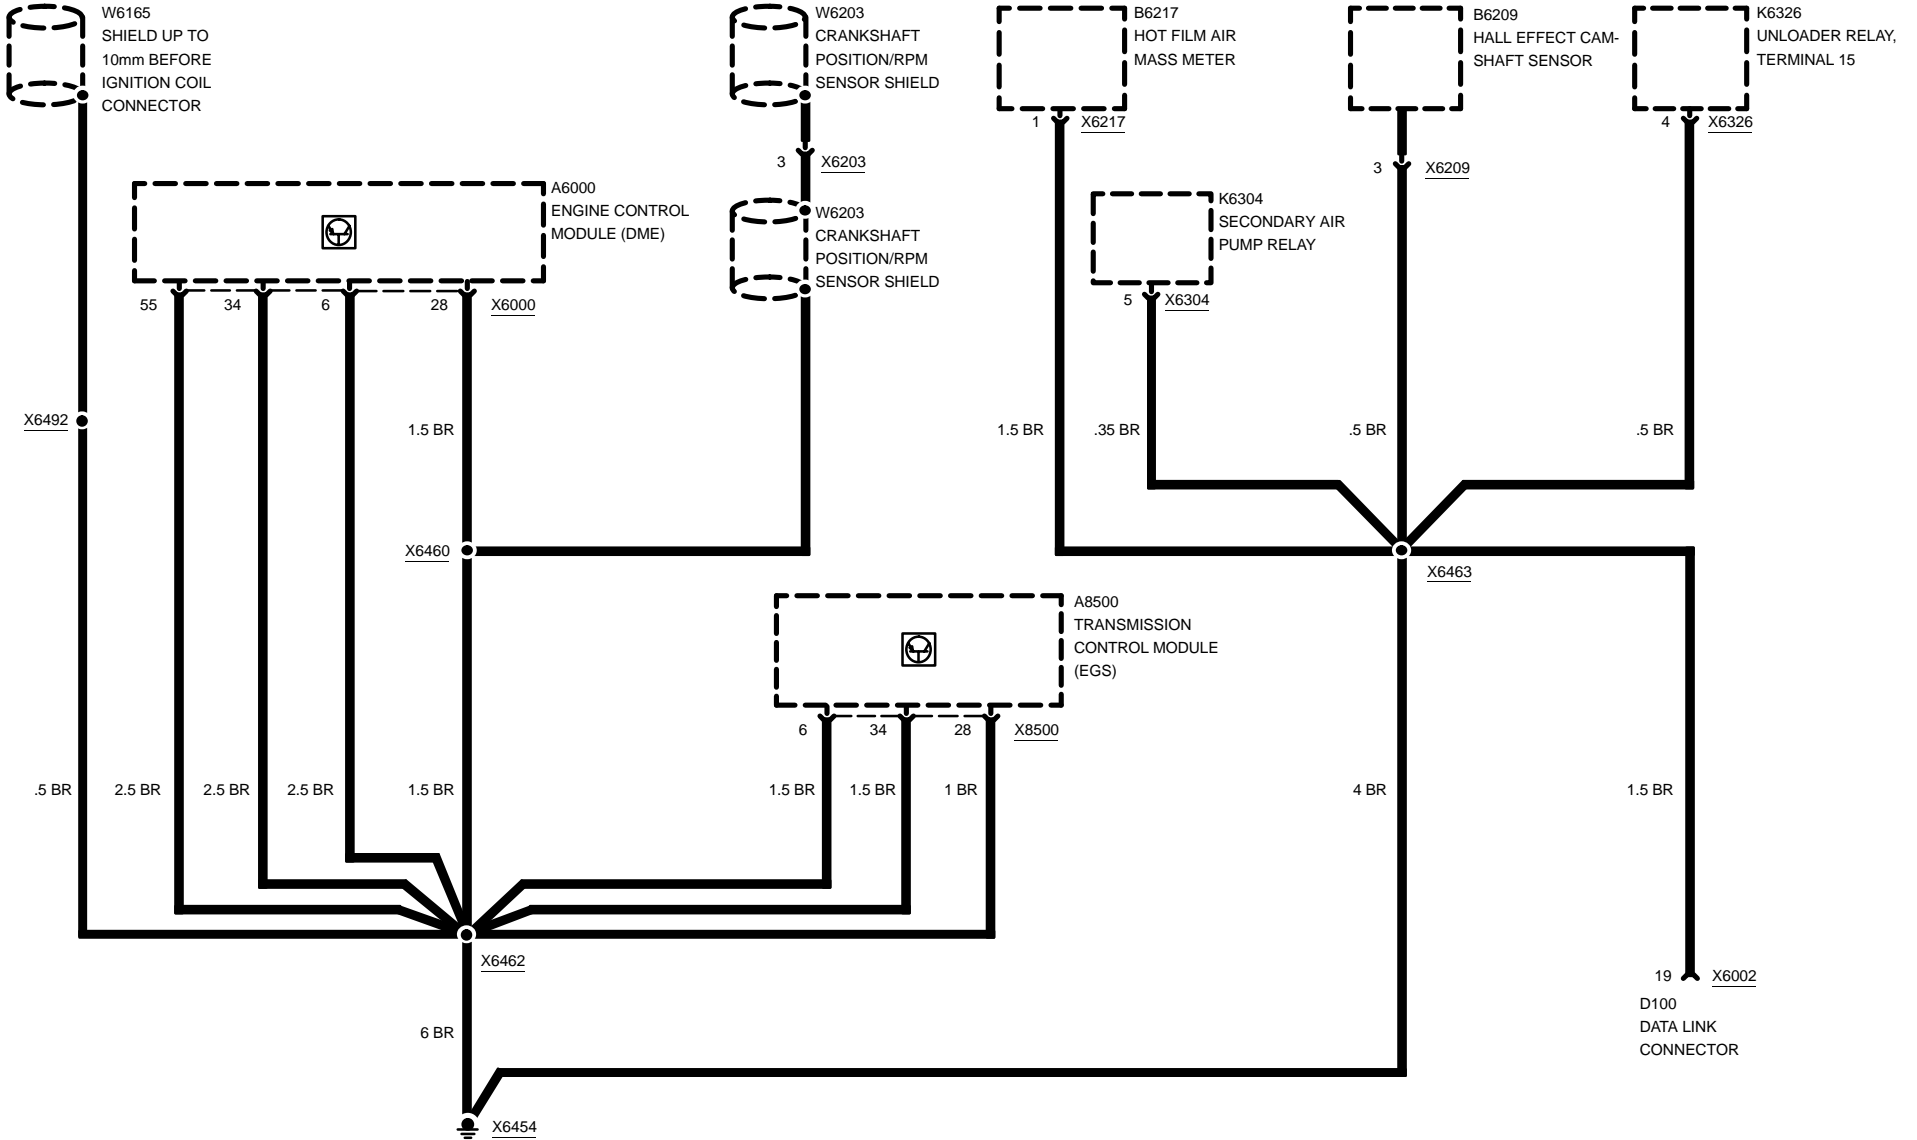 W6165
SHIELD UP TO
10mm BEFORE
IGNITION COIL
CONNECTOR
W6203
CRANKSHAFT
POSITION/RPM
SENSOR SHIELD
B6217
HOT FILM AIR
MASS METER
B6209
HALL EFFECT CAM-
SHAFT SENSOR
K6326
UNLOADER RELAY,
TERMINAL 15
1 X6217
4 X6326
3 X6203
3 X6209
A6000
ENGINE CONTROL
MODULE (DME)
W6203
CRANKSHAFT
POSITION/RPM
SENSOR SHIELD
K6304
SECONDARY AIR
PUMP RELAY
55 34 6 28 X6000
5 X6304
X6492
1.5 BR
1.5 BR
.35 BR
.5 BR
.5 BR
X6460
X6463
A8500
TRANSMISSION
CONTROL MODULE
(EGS)
6 34 28 X8500
.5 BR
2.5 BR
2.5 BR
2.5 BR
1.5 BR
1.5 BR
1.5 BR
1 BR
4 BR
1.5 BR
X6462
19 X6002
D100
DATA LINK
CONNECTOR
6 BR
X6454